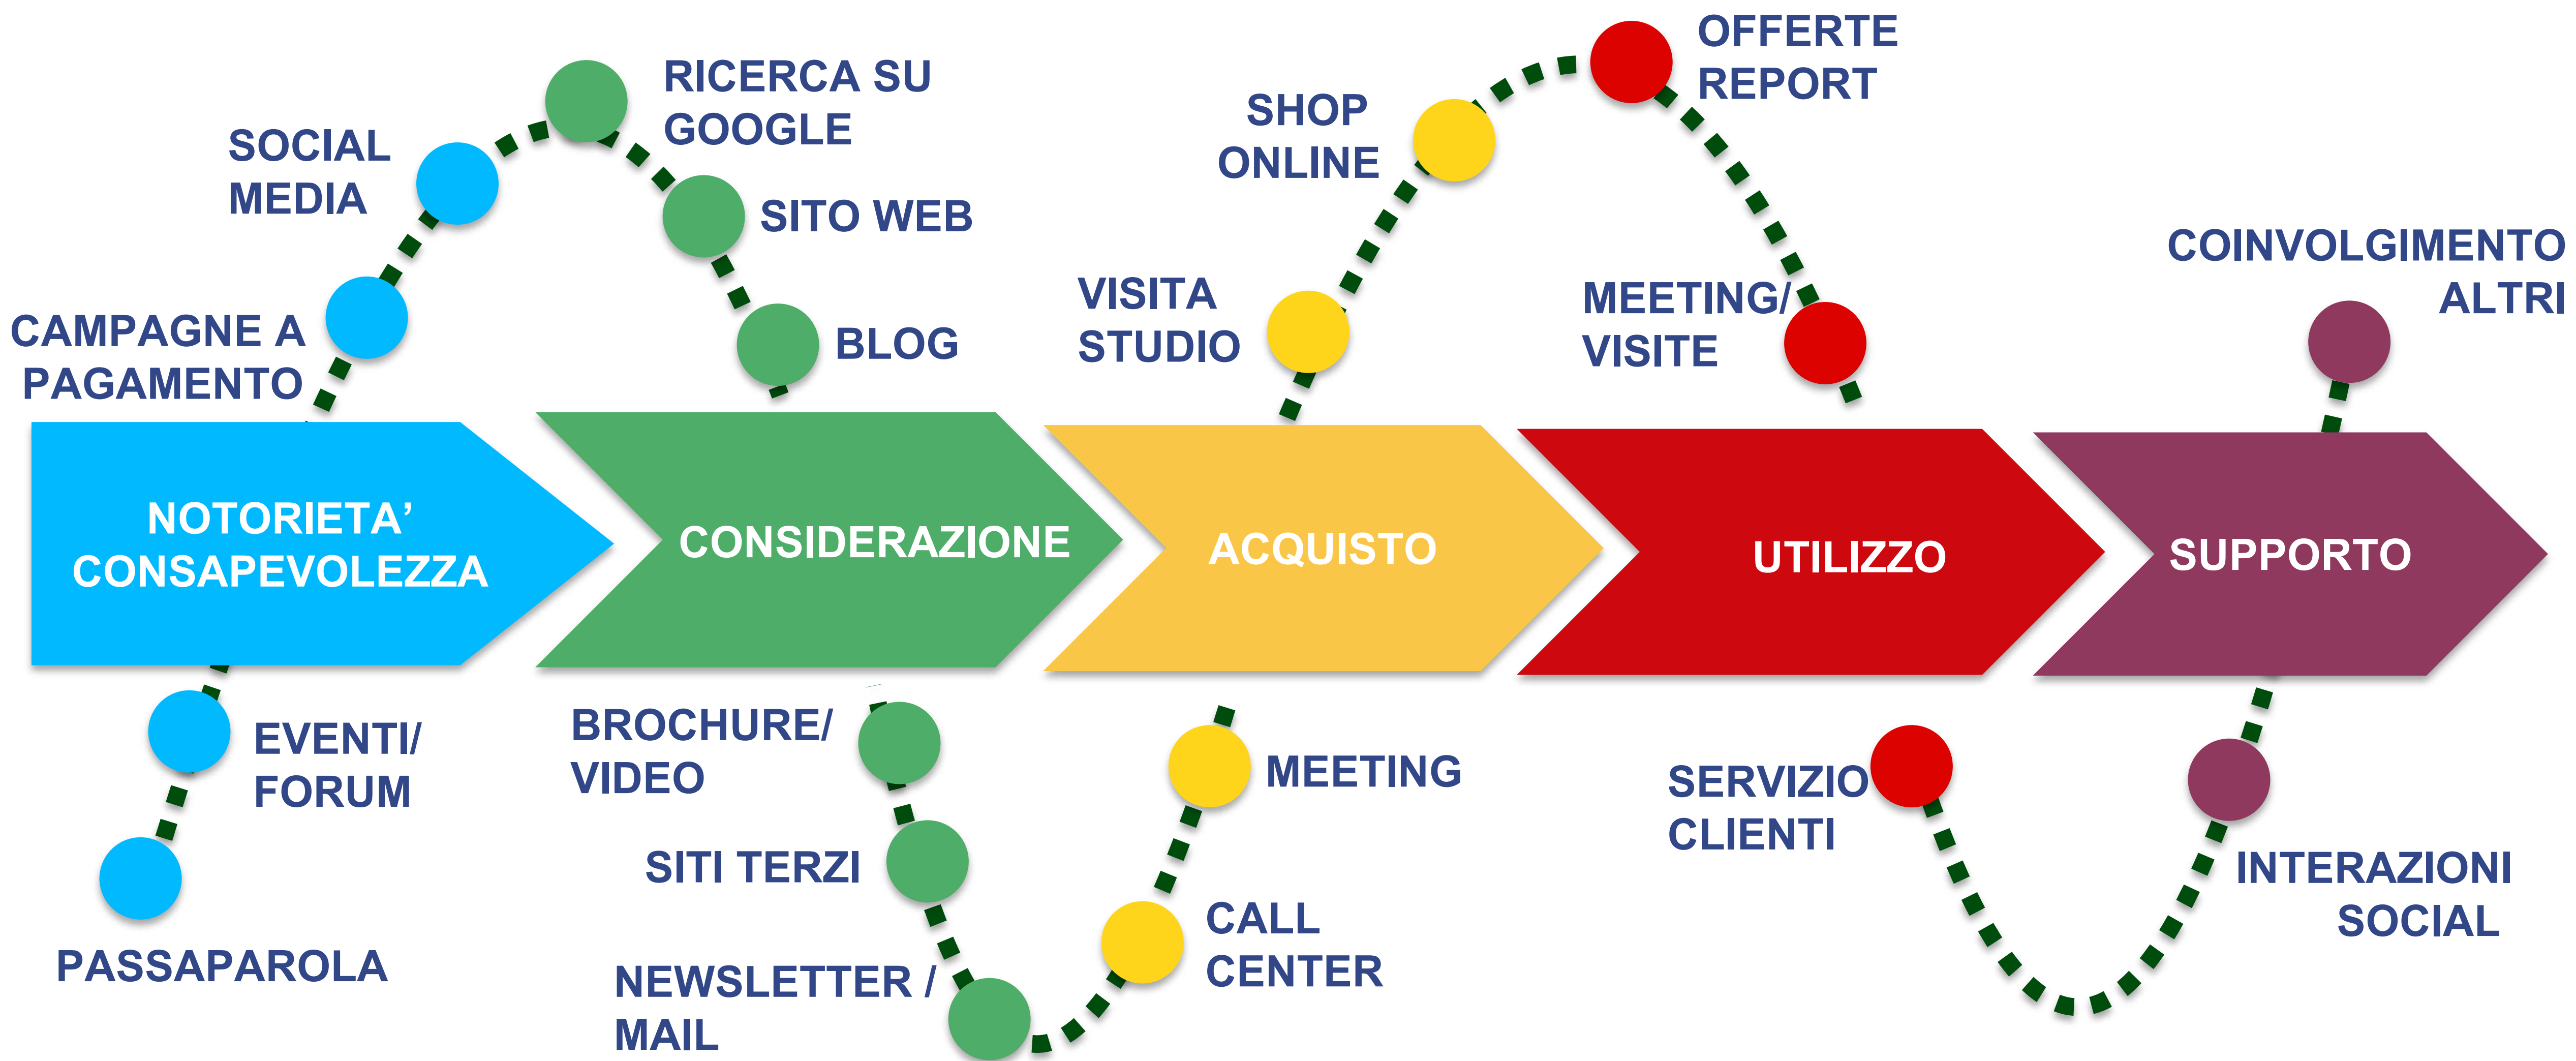 OFFERTE
REPORT
RICERCA SU
GOOGLE
SHOP
ONLINE
SOCIAL
MEDIA
SITO WEB
COINVOLGIMENTO
ALTRI
VISITA
STUDIO
MEETING/
VISITE
CAMPAGNE A
PAGAMENTO
BLOG
NOTORIETA’
CONSAPEVOLEZZA
CONSIDERAZIONE
ACQUISTO
UTILIZZO
SUPPORTO
EVENTI/
FORUM
BROCHURE/
VIDEO
MEETING
SERVIZIO
CLIENTI
SITI TERZI
INTERAZIONI
SOCIAL
CALL
CENTER
PASSAPAROLA
NEWSLETTER /
MAIL